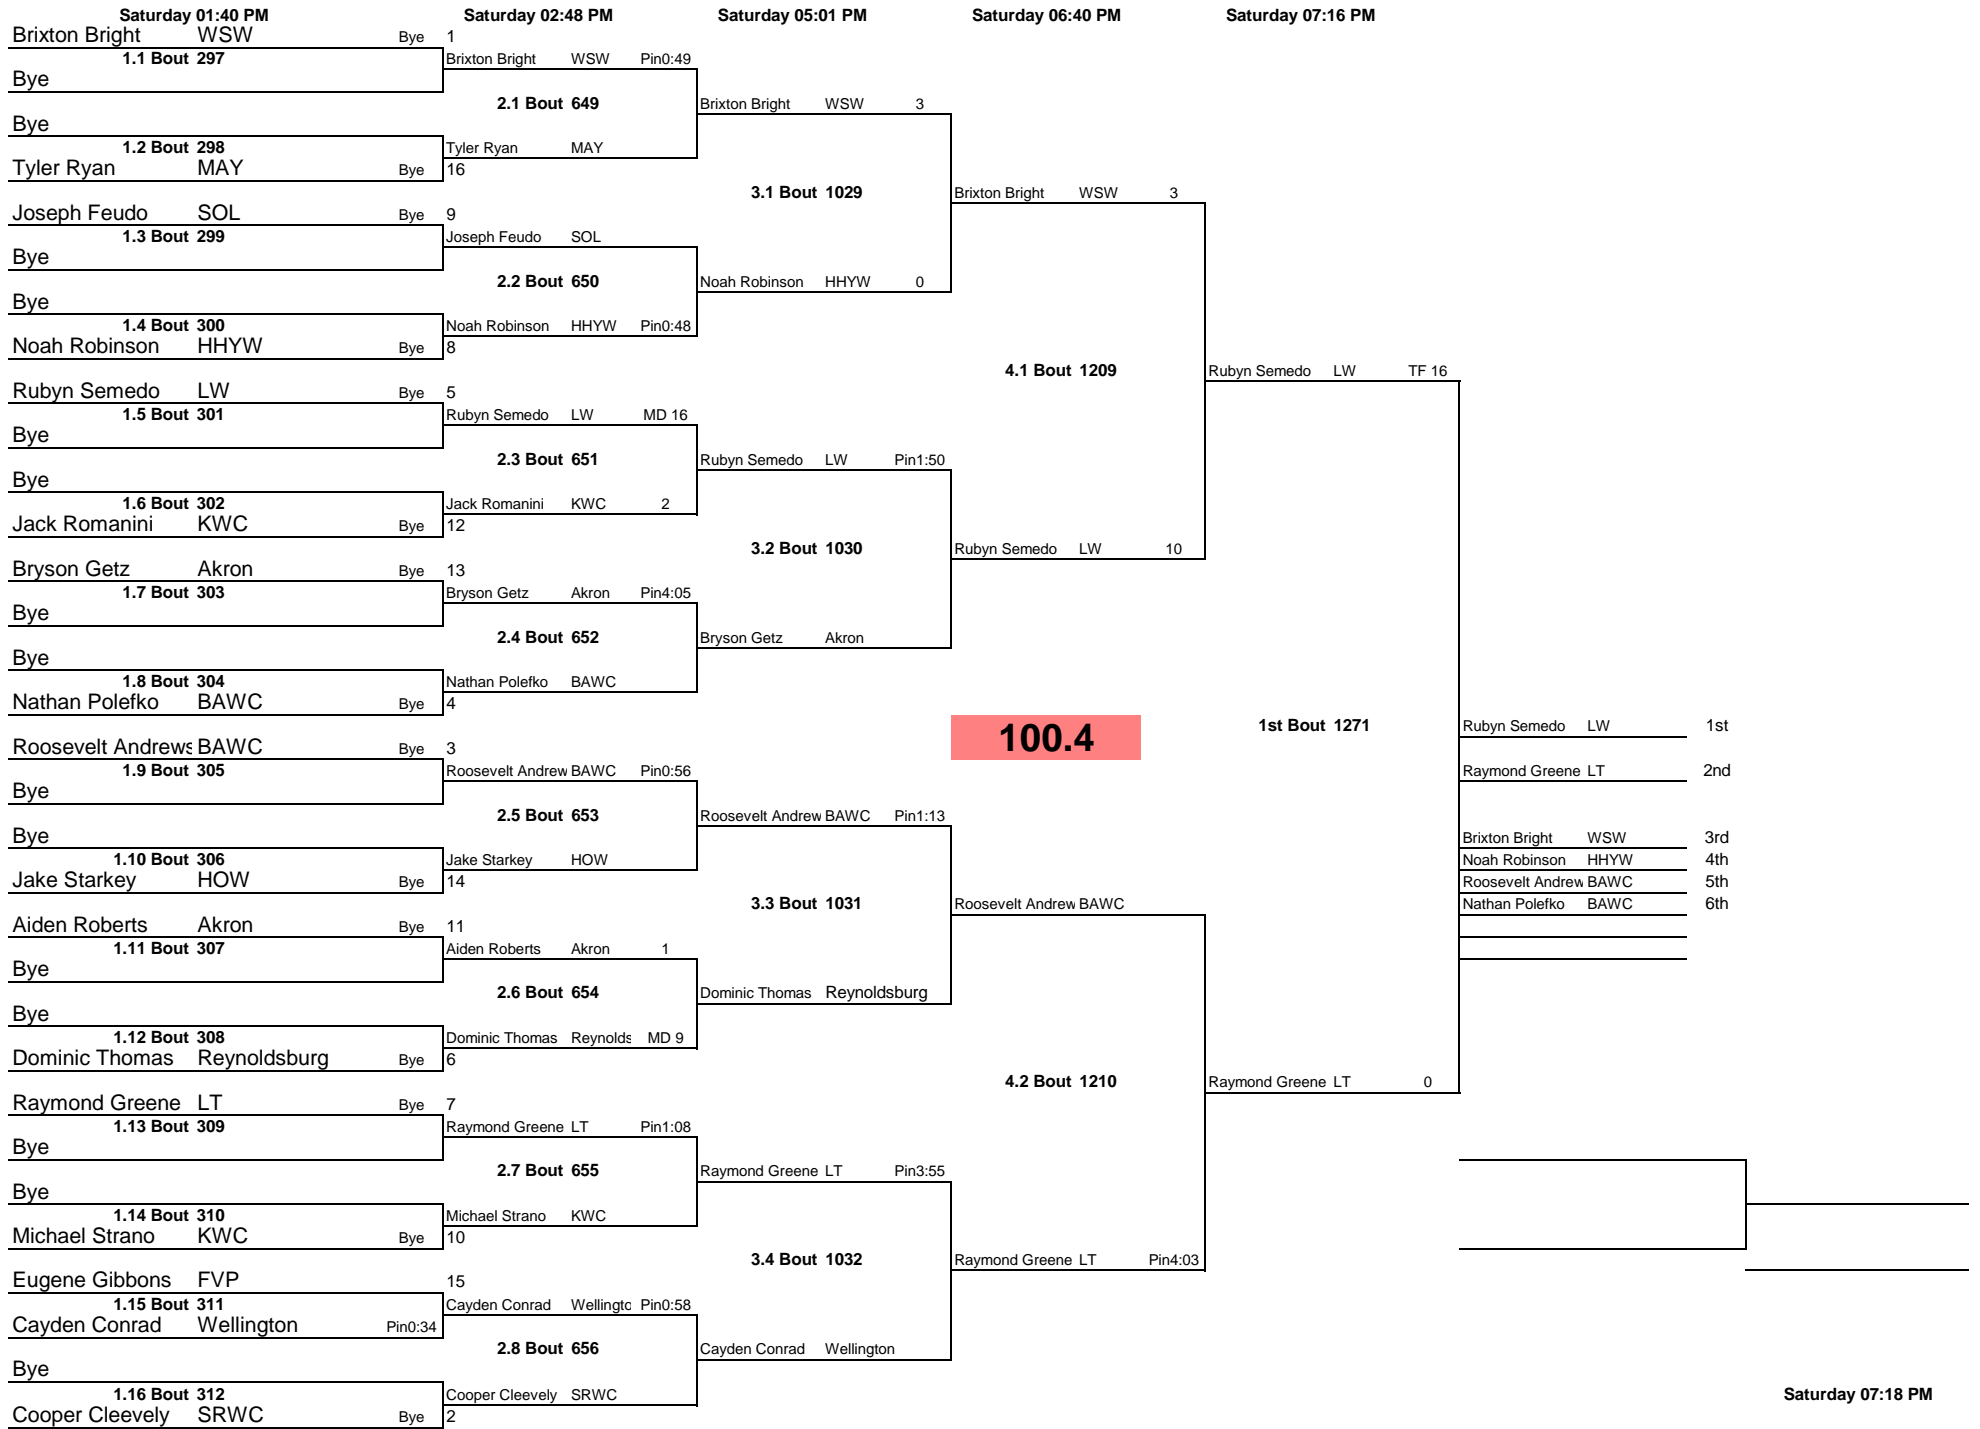 Saturday 01:40 PM Saturday 02:48 PM Saturday 05:01 PM Saturday 06:40 PM Saturday 07:16 PM
Brixton Bright WSW Bye 1
1.1 Bout 297 Brixton Bright WSW Pin0:49
Bye
2.1 Bout 649 Brixton Bright WSW 3
Bye
1.2 Bout 298 Tyler Ryan MAY
Tyler Ryan MAY Bye 16
3.1 Bout 1029 Brixton Bright WSW 3
Joseph Feudo SOL Bye 9
1.3 Bout 299 Joseph Feudo SOL
Bye
2.2 Bout 650 Noah Robinson HHYW 0
Bye
1.4 Bout 300 Noah Robinson HHYW Pin0:48
Noah Robinson HHYW Bye 8
4.1 Bout 1209 Rubyn Semedo LW TF 16
Rubyn Semedo LW Bye 5
1.5 Bout 301 Rubyn Semedo LW MD 16
Bye
2.3 Bout 651 Rubyn Semedo LW Pin1:50
Bye
1.6 Bout 302 Jack Romanini KWC 2
Jack Romanini KWC Bye 12
3.2 Bout 1030 Rubyn Semedo LW 10
Bryson Getz Akron Bye 13
1.7 Bout 303 Bryson Getz Akron Pin4:05
Bye
2.4 Bout 652 Bryson Getz Akron
Bye
1.8 Bout 304 Nathan Polefko BAWC
Nathan Polefko BAWC Bye 4
100.4 1st Bout 1271 Rubyn Semedo LW 1st
Roosevelt Andrews BAWC Bye 3
1.9 Bout 305 Roosevelt Andrew BAWC Pin0:56 Raymond Greene LT 2nd
Bye
2.5 Bout 653 Roosevelt Andrew BAWC Pin1:13
Bye Brixton Bright WSW 3rd
1.10 Bout 306 Jake Starkey HOW Noah Robinson HHYW 4th
Jake Starkey HOW Bye 14 Roosevelt Andrew BAWC 5th
3.3 Bout 1031 Roosevelt Andrew BAWC Nathan Polefko BAWC 6th
Aiden Roberts Akron Bye 11
1.11 Bout 307 Aiden Roberts Akron 1
Bye
2.6 Bout 654 Dominic Thomas Reynoldsburg
Bye
1.12 Bout 308 Dominic Thomas Reynolds MD 9
Dominic Thomas Reynoldsburg Bye 6
4.2 Bout 1210 Raymond Greene LT 0
Raymond Greene LT Bye 7
1.13 Bout 309 Raymond Greene LT Pin1:08
Bye
2.7 Bout 655 Raymond Greene LT Pin3:55
Bye
1.14 Bout 310 Michael Strano KWC
Michael Strano KWC Bye 10
3.4 Bout 1032 Raymond Greene LT Pin4:03
Eugene Gibbons FVP 15
1.15 Bout 311 Cayden Conrad Wellingto Pin0:58
Cayden Conrad Wellington Pin0:34
2.8 Bout 656 Cayden Conrad Wellington
Bye
1.16 Bout 312 Cooper Cleevely SRWC Saturday 07:18 PM
Cooper Cleevely SRWC Bye 2